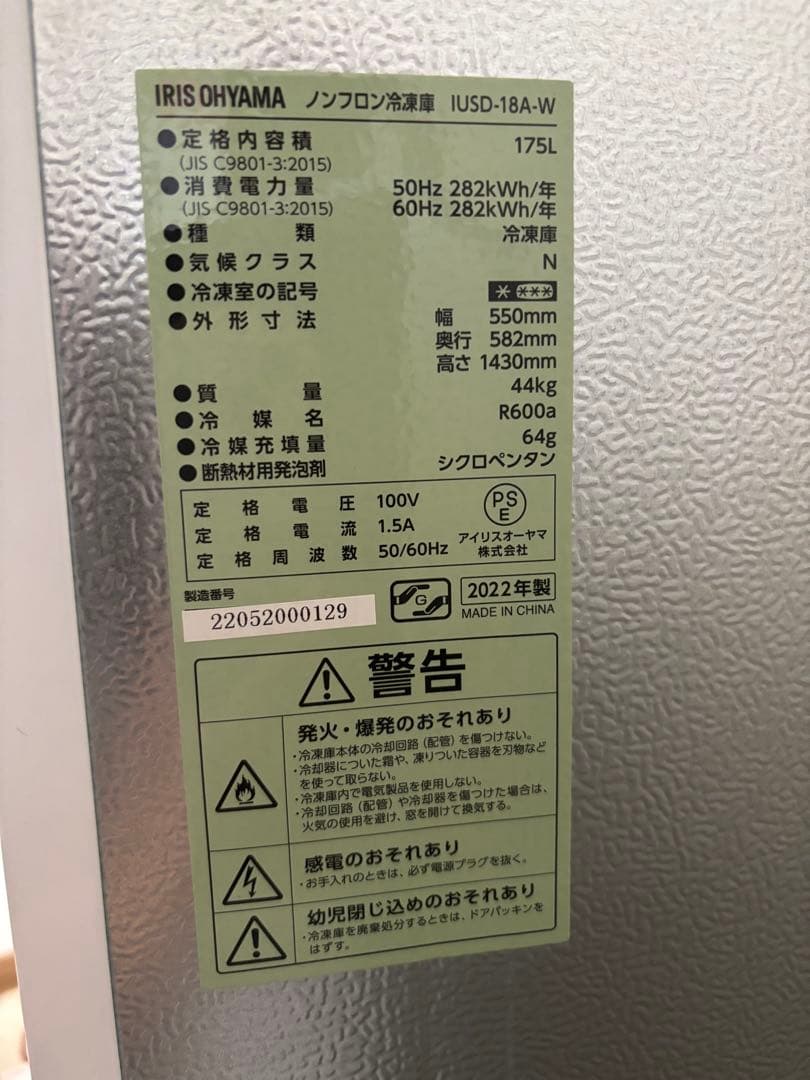 IRIS OHYAMA ノンフロン冷凍庫 IUSD-18A-W
●定格内容積 175L
(JIS C9801-3:2015)
●消費電力量 50Hz 282kWh/年
(JIS C9801-3:2015) 60Hz 282kWh/年
●種類 冷凍庫
●気候クラス N
●冷凍室の記号 * ***
●外形寸法 幅 550mm
奥行 582mm
高さ 1430mm
●質量 44kg
●冷媒名 R600a
●冷媒充填量 64g
●断熱材用発泡剤 シクロペンタン
定格電圧 100V
定格電流 1.5A
定格周波数 50/60Hz
PS
E
アイリスオーヤマ
株式会社
製造番号
22052000129
G
2022年製
MADE IN CHINA
警告
発火・爆発のおそれあり
・冷凍庫本体の冷却回路(配管)を傷つけない。
・冷却器についた霜や、凍りついた容器を刃物など
を使って取らない。
・冷凍庫内で電気製品を使用しない。
・冷却回路(配管)や冷却器を傷つけた場合は、
火気の使用を避け、窓を開けて換気する。
感電のおそれあり
・お手入れのときは、必ず電源プラグを抜く。
幼児閉じ込めのおそれあり
・冷凍庫を廃棄処分するときは、ドアパッキンを
はずす。